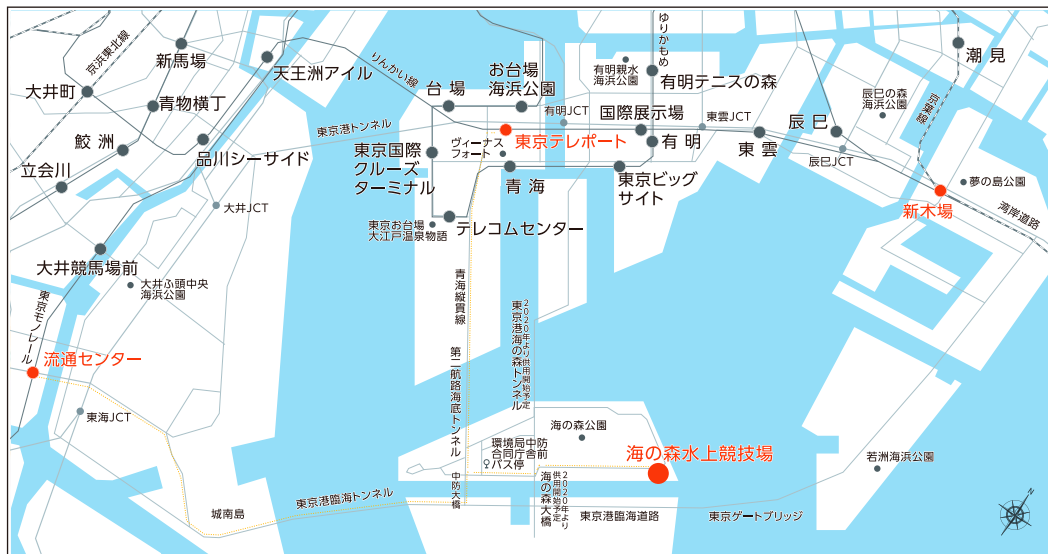 京浜東北線
新馬場
大井町
青物横丁
鮫洲
立会川
品川シーサイド
天王洲アイル
りんかい線
東京港トンネル
大井JCT
大井競馬場前
大井ふ頭中央
海浜公園
東京モノレール
流通センター
東海JCT
城南島
東京港臨海トンネル
台場
お台場
海浜公園
東京テレポート
ヴィーナス
フォート
東京国際
クルーズ
ターミナル
青海
東京お台場
大江戸温泉物語
テレコムセンター
ゆりかもめ
有明親水
海浜公園
有明テニスの森
有明JCT
国際展示場
有明
東京ビッグ
サイト
東雲JCT
東雲
辰巳の森
海浜公園
辰巳
辰巳JCT
潮見
京葉線
夢の島公園
新木場
湾岸道路
青海縦貫線
第二航路海底トンネル
中防大橋
2020年より供用開始予定
東京港海の森トンネル
海の森公園
環境局中防
合同庁舎前
バス停
海の森水上競技場
2020年より
供用開始予定
海の森大橋
東京港臨海道路
東京ゲートブリッジ
若洲海浜公園
N